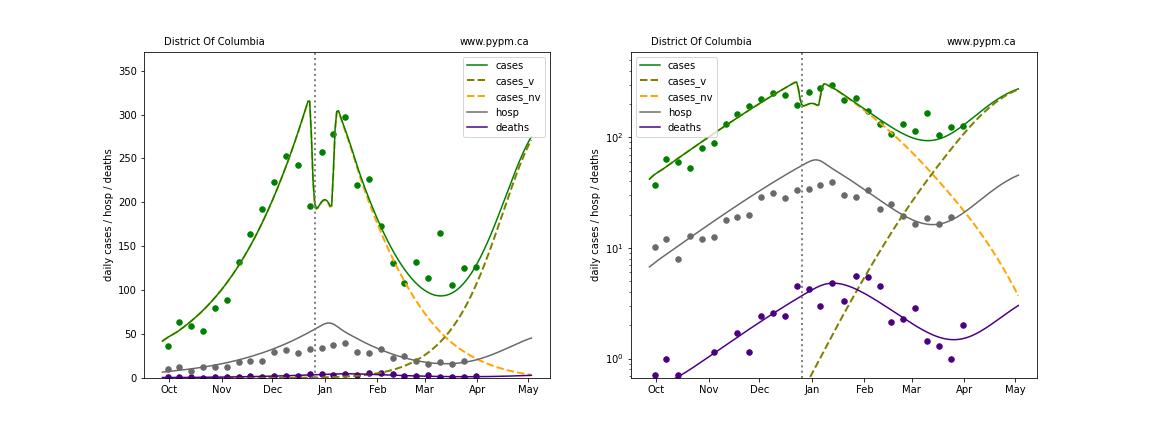 District Of Columbia www.pypm.ca
daily cases / hosp / deaths
350
300
250
200
150
100
50
0
Oct Nov Dec Jan Feb Mar Apr May
cases
cases_v
cases_nv
hosp
deaths
District Of Columbia www.pypm.ca
daily cases / hosp / deaths
10²
10¹
10⁰
Oct Nov Dec Jan Feb Mar Apr May
cases
cases_v
cases_nv
hosp
deaths